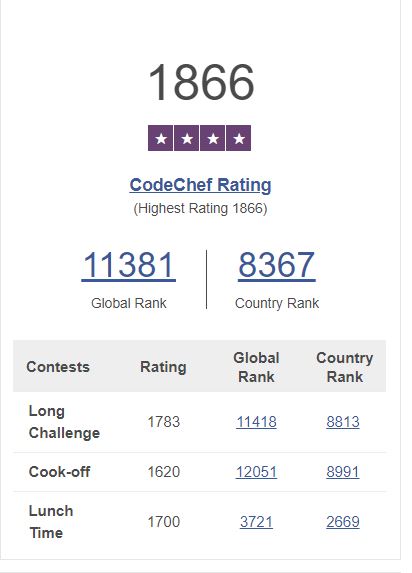 1866
CodeChef Rating
(Highest Rating 1866)
11381 8367
Global Rank Country Rank
Contests Rating Global Rank Country Rank
Long Challenge 1783 11418 8813
Cook-off 1620 12051 8991
Lunch Time 1700 3721 2669